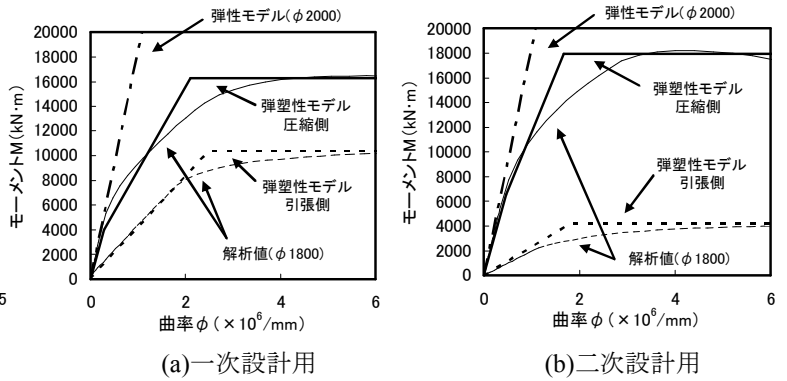 弾性モデル(φ2000)
20000
18000
16000
14000
12000
10000
8000
6000
4000
2000
0
モーメントM(kN・m)
弾塑性モデル
圧縮側
弾塑性モデル
引張側
解析値(φ1800)
0 2 4 6
曲率φ(×10⁶/mm)
(a)一次設計用
5
弾性モデル(φ2000)
20000
18000
16000
14000
12000
10000
8000
6000
4000
2000
0
モーメントM(kN・m)
弾塑性モデル
圧縮側
弾塑性モデル
引張側
解析値(φ1800)
0 2 4 6
曲率φ(×10⁶/mm)
(b)二次設計用